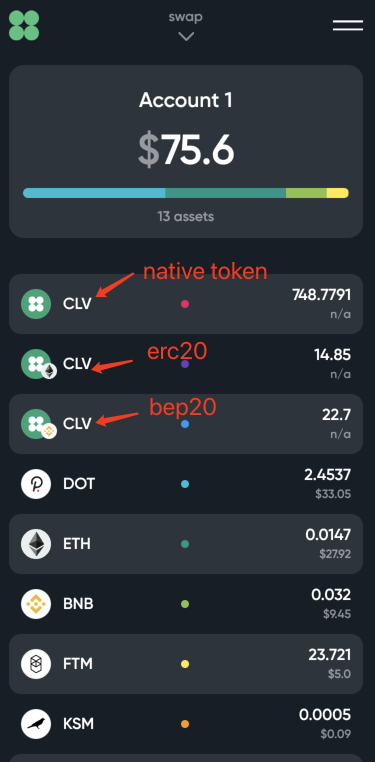 swap
Account 1
$75.6
13 assets
native token
CLV 748.7791
n/a
erc20
CLV 14.85
n/a
bep20
CLV 22.7
n/a
DOT 2.4537
$33.05
ETH 0.0147
$27.92
BNB 0.032
$9.45
FTM 23.721
$5.0
KSM 0.0005
$0.09